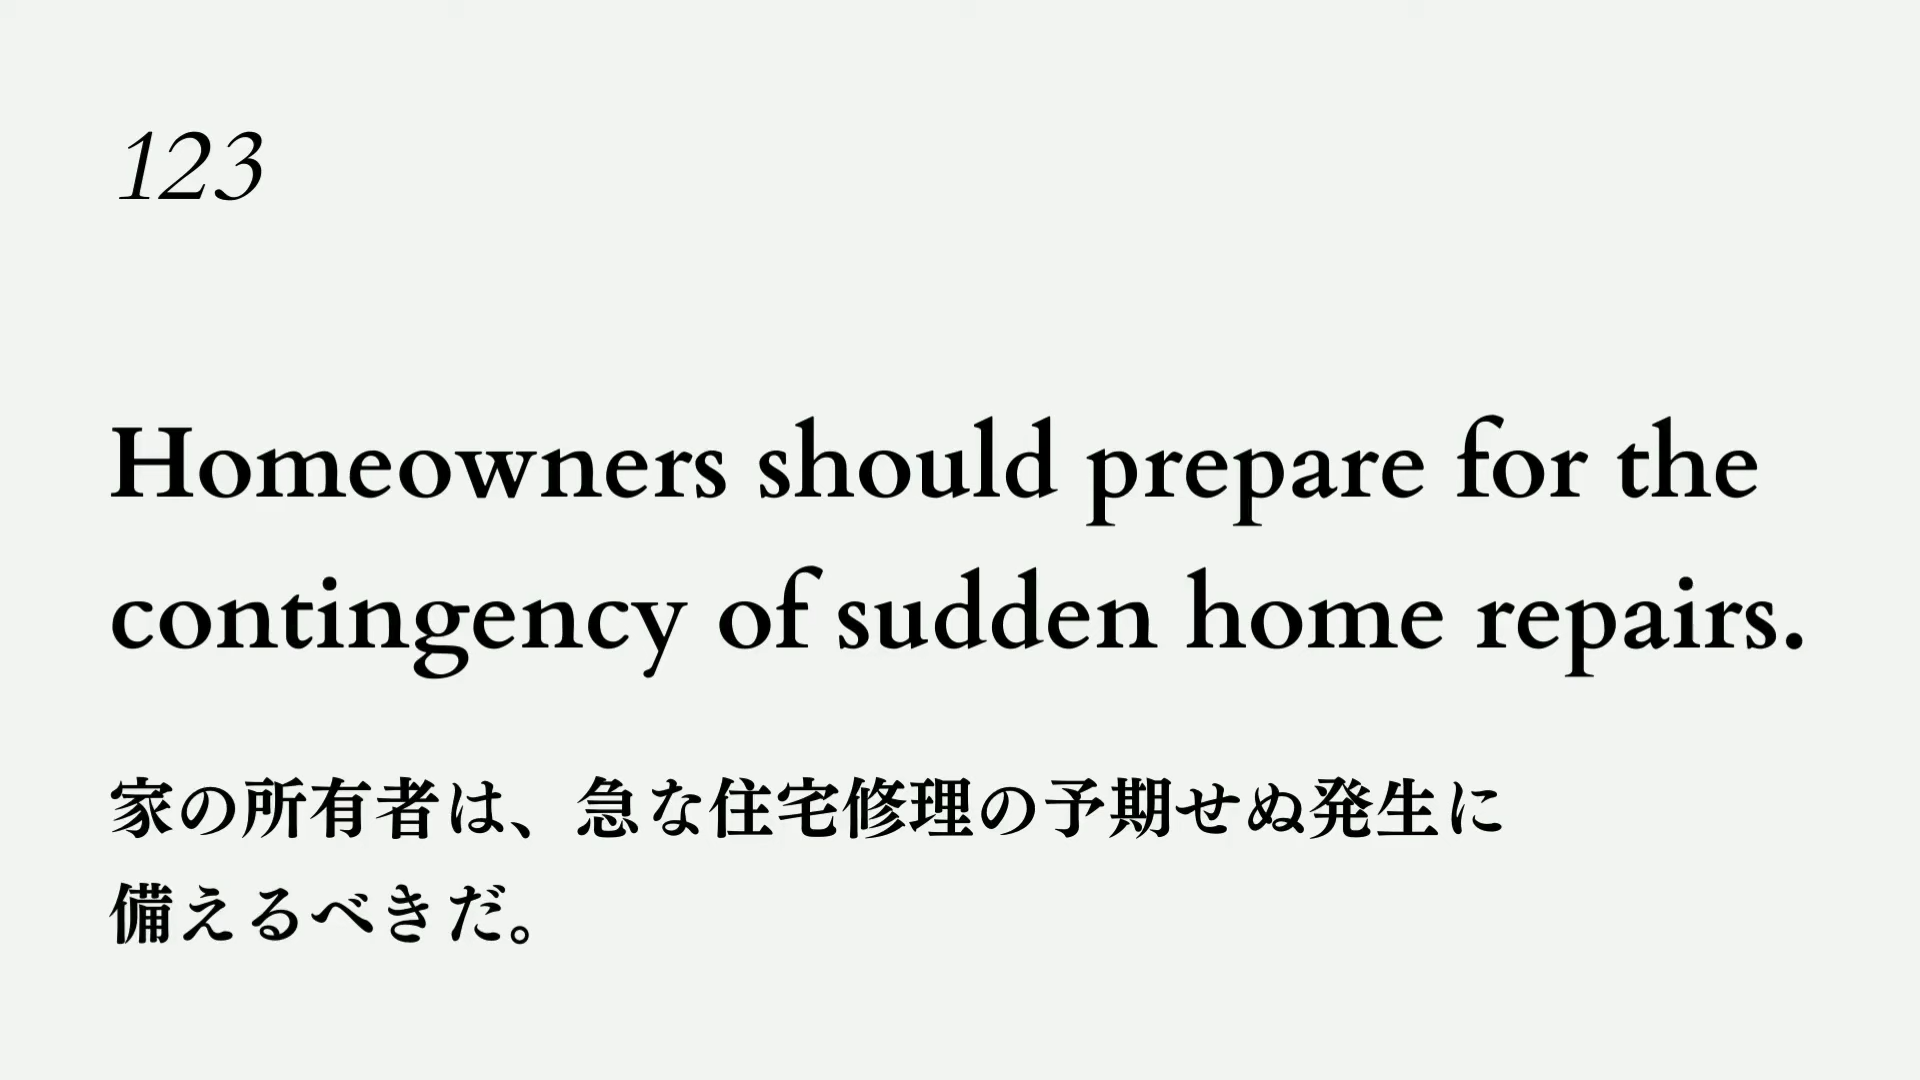 123
Homeowners should prepare for the
contingency of sudden home repairs.
家の所有者は、急な住宅修理の予期せぬ発生に
備えるべきだ。